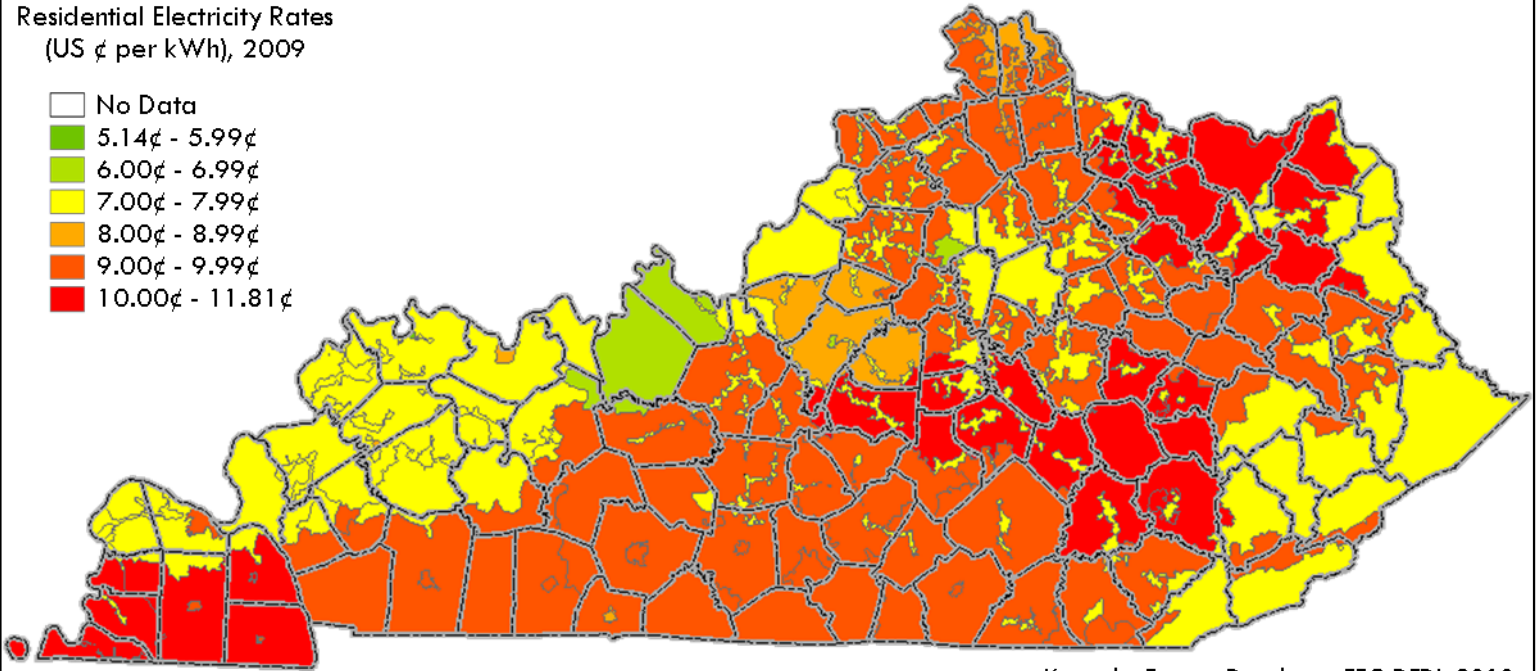 Residential Electricity Rates
(US ¢ per kWh), 2009
No Data
5.14¢ - 5.99¢
6.00¢ - 6.99¢
7.00¢ - 7.99¢
8.00¢ - 8.99¢
9.00¢ - 9.99¢
10.00¢ - 11.81¢